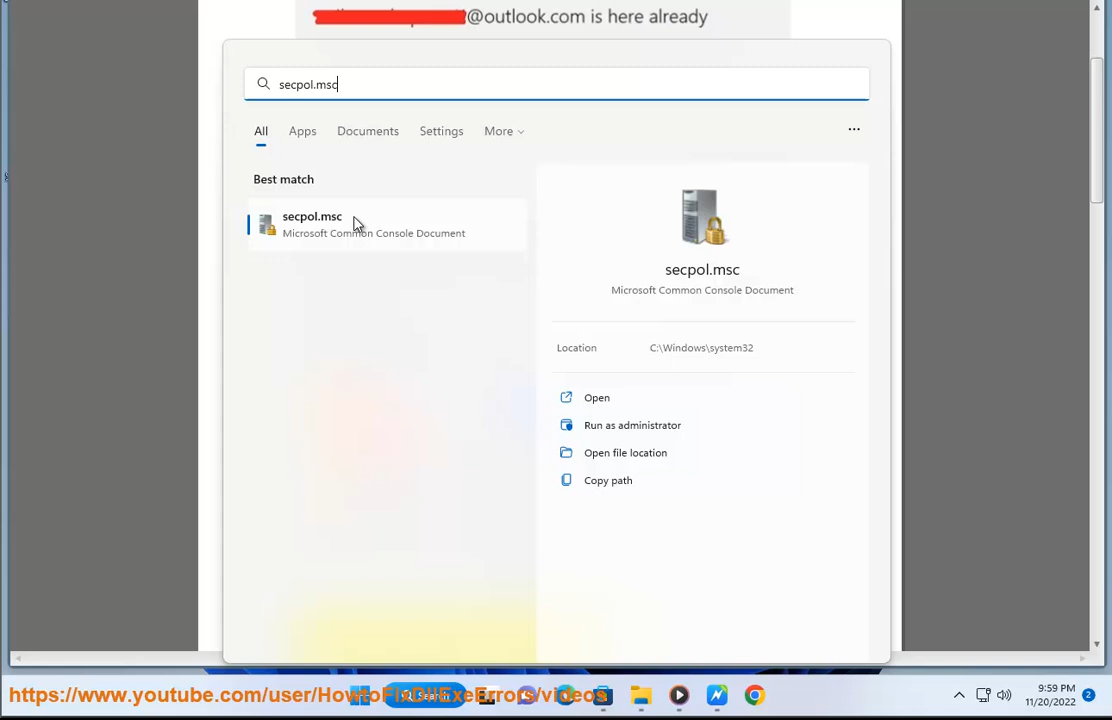 @outlook.com is here already
secpol.msc
All
Apps
Documents
Settings
More
Best match
secpol.msc
Microsoft Common Console Document
secpol.msc
Microsoft Common Console Document
Location
C:\Windows\system32
Open
Run as administrator
Open file location
Copy path
https://www.youtube.com/user/HowtoFixDllExeErrors/videos
Search
9:59 PM
11/20/2022
2